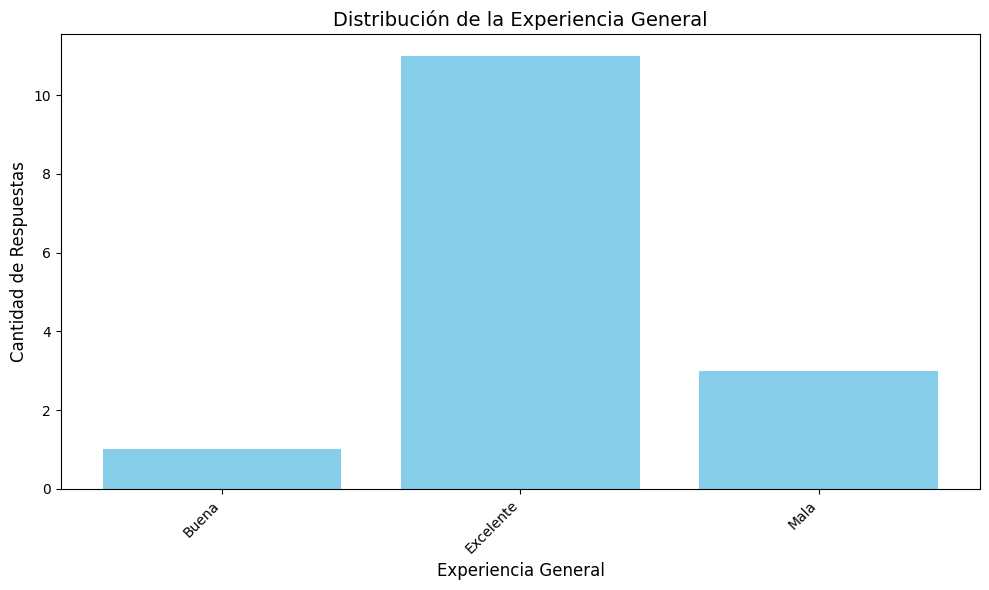 Distribución de la Experiencia General
Cantidad de Respuestas
10
8
6
4
2
0
Buena
Excelente
Mala
Experiencia General